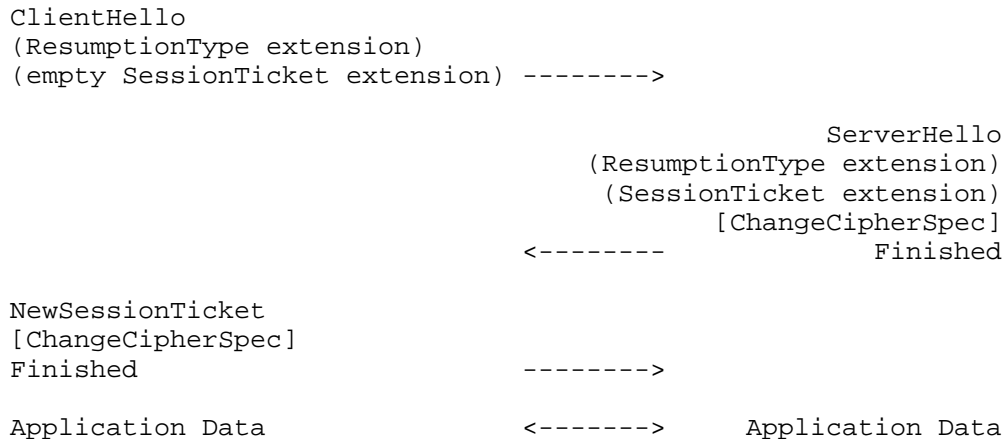 ClientHello
(ResumptionType extension)
(empty SessionTicket extension) -------->
ServerHello
(ResumptionType extension)
(SessionTicket extension)
[ChangeCipherSpec]
<-------- Finished
NewSessionTicket
[ChangeCipherSpec]
Finished -------->
Application Data <-------> Application Data